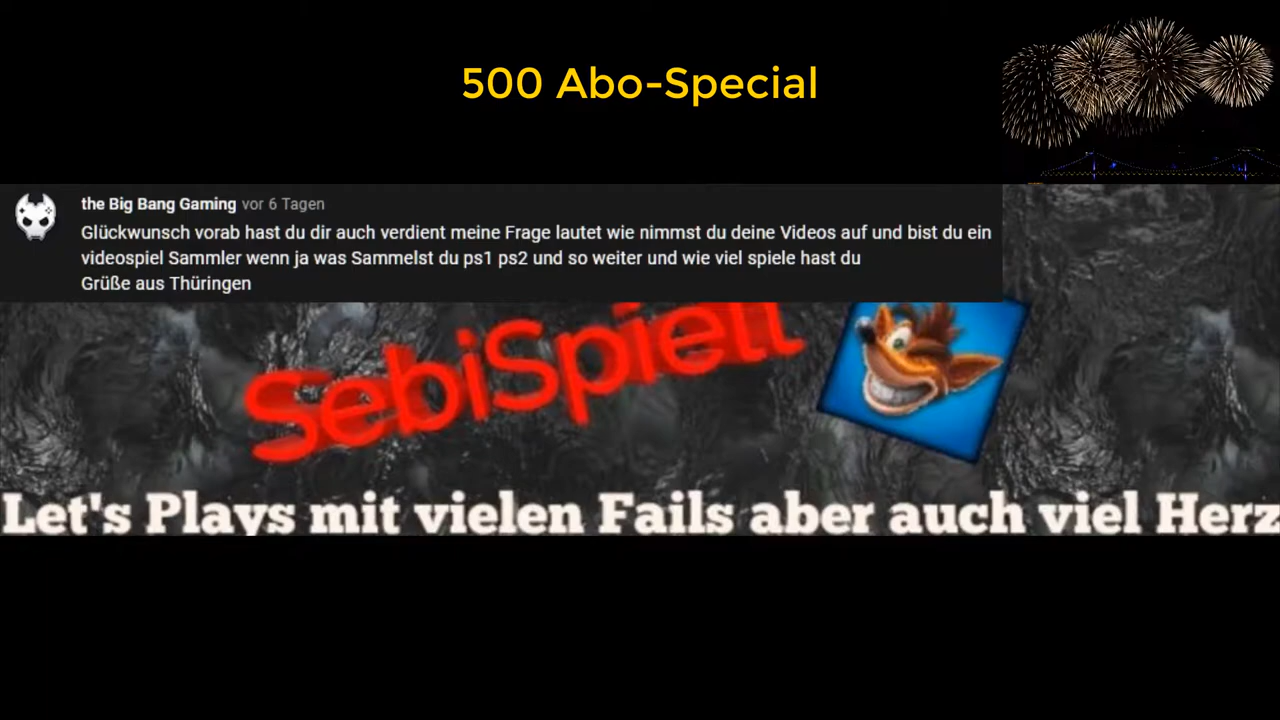 500 Abo-Special
the Big Bang Gaming vor 6 Tagen
Glückwunsch vorab hast du dir auch verdient meine Frage lautet wie nimmst du deine Videos auf und bist du ein
videospiel Sammler wenn ja was Sammelst du ps1 ps2 und so weiter und wie viel spiele hast du
Grüße aus Thüringen
SebiSpielt
Let's Plays mit vielen Fails aber auch viel Herz